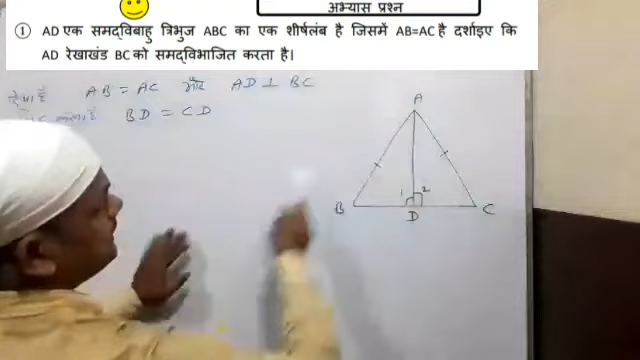 अभ्यास प्रश्न
① AD एक समद्विबाहु त्रिभुज ABC का एक शीर्षलंब है जिसमें AB=AC है दर्शाइए कि
AD रेखाखंड BC को समद्विभाजित करता है।
दिया है AB = AC और AD ⊥ BC
BD = CD
A
1 2
B D C